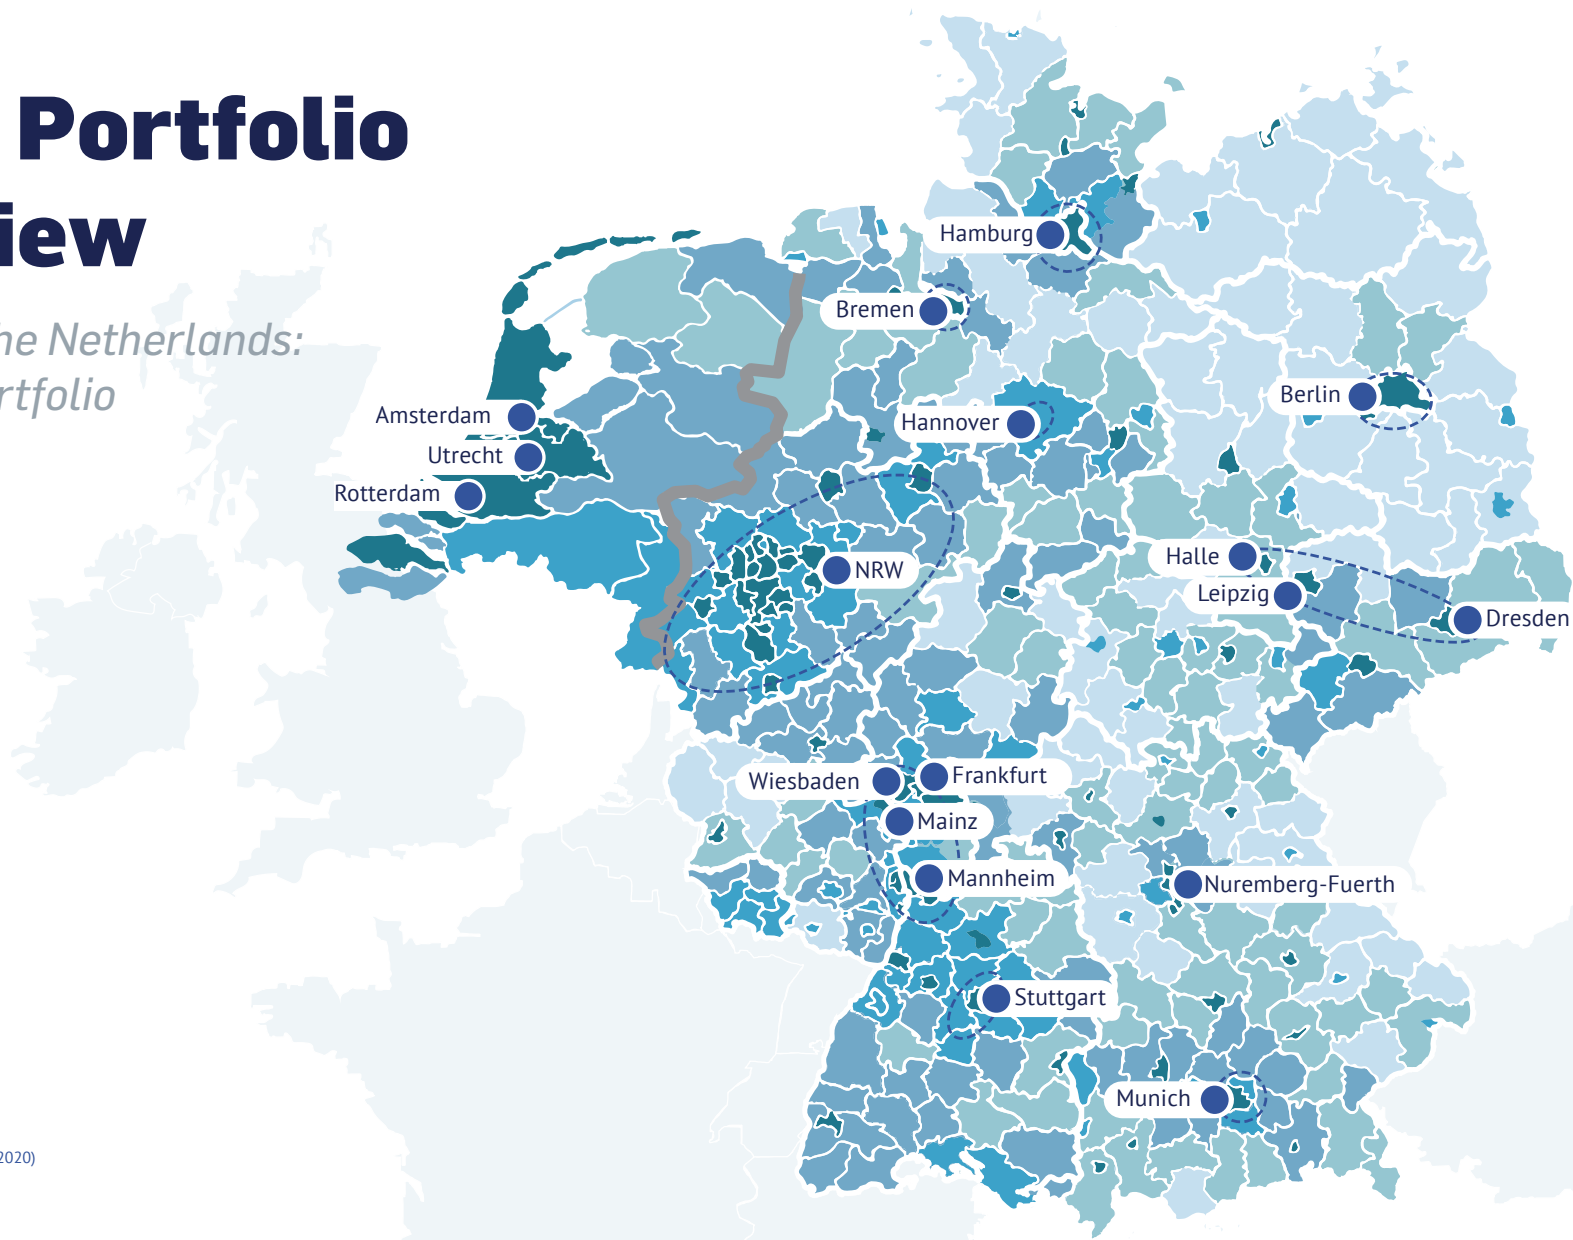 Portfolio
iew
he Netherlands:
rtfolio
Hamburg
Bremen
Berlin
Amsterdam
Hannover
Utrecht
Rotterdam
Halle
NRW
Leipzig
Dresden
Wiesbaden
Frankfurt
Mainz
Mannheim
Nuremberg-Fuerth
Stuttgart
Munich
2020)